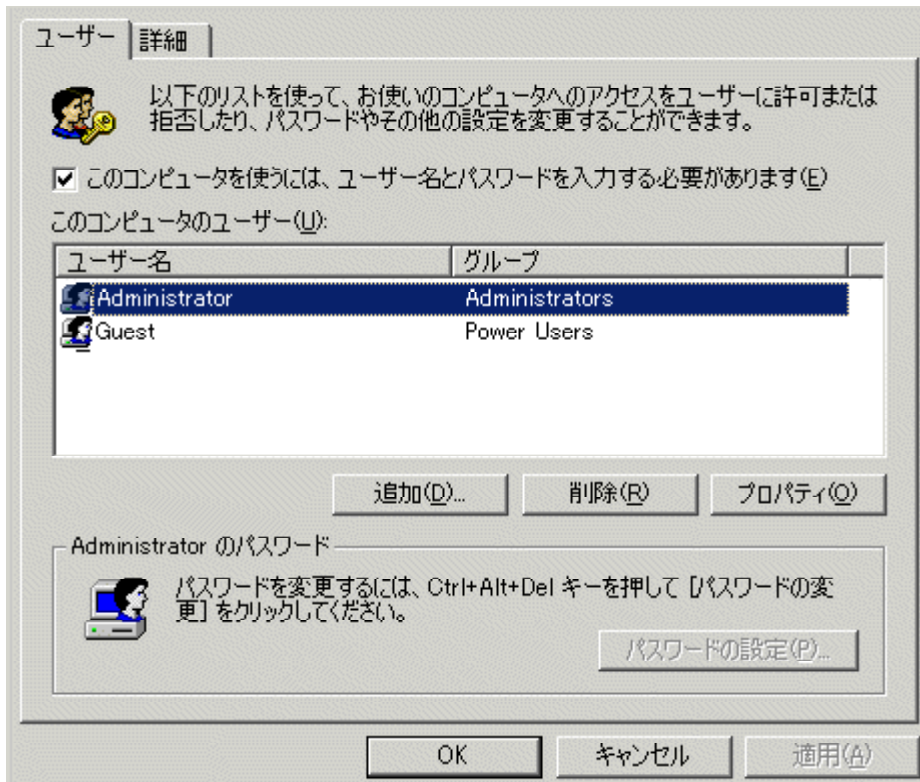 ユーザー 詳細
以下のリストを使って、お使いのコンピュータへのアクセスをユーザーに許可または
拒否したり、パスワードやその他の設定を変更することができます。
このコンピュータを使うには、ユーザー名とパスワードを入力する必要があります(E)
このコンピュータのユーザー(U):
ユーザー名 グループ
Administrator Administrators
Guest Power Users
追加(D)... 削除(R) プロパティ(O)
Administrator のパスワード
パスワードを変更するには、Ctrl+Alt+Del キーを押して [パスワードの変
更] をクリックしてください。
パスワードの設定(P)...
OK キャンセル 適用(A)